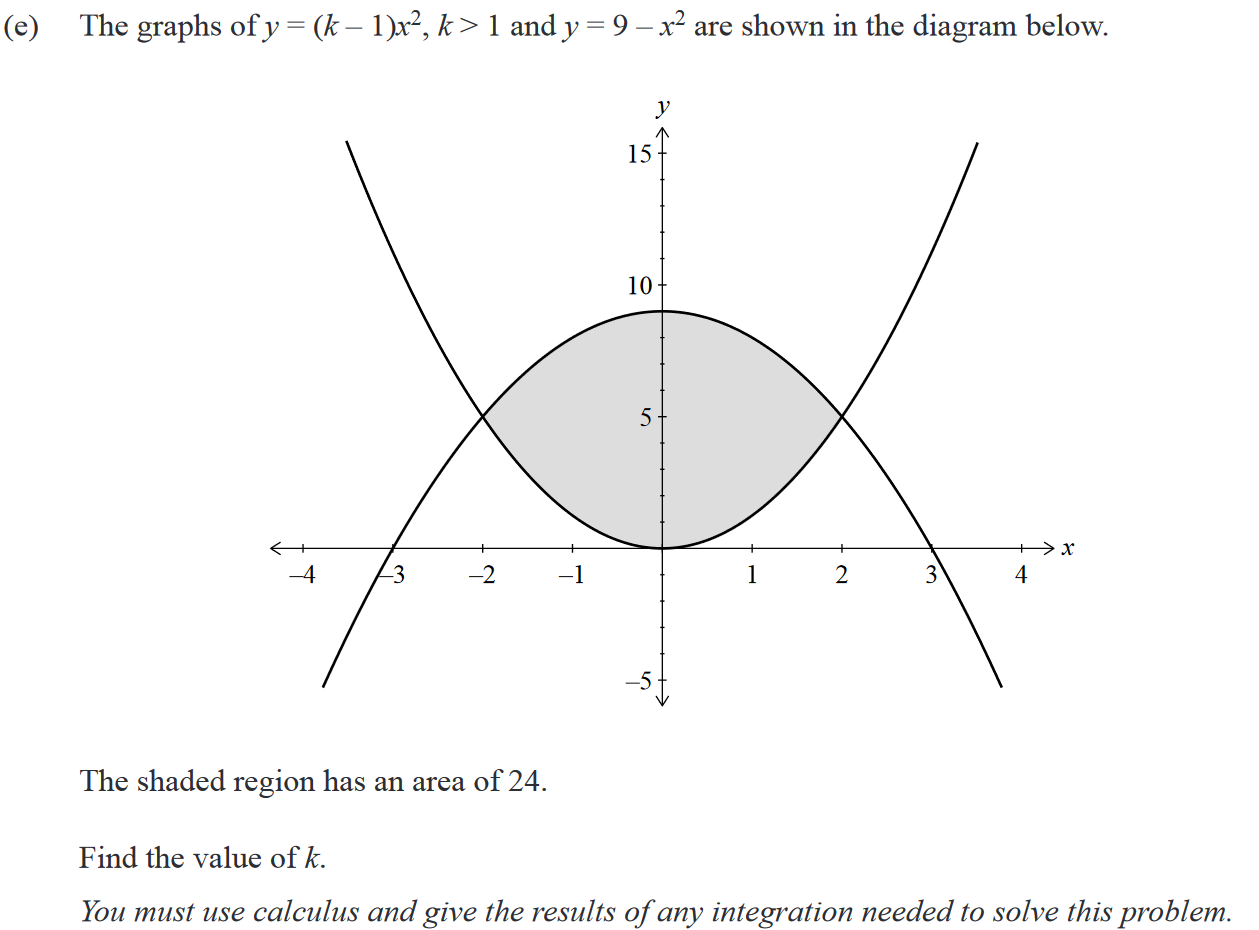 (e) The graphs of y = (k – 1)x², k > 1 and y = 9 – x² are shown in the diagram below.
y
15
10
5
–4 –3 –2 –1 1 2 3 4 x
–5
The shaded region has an area of 24.
Find the value of k.
You must use calculus and give the results of any integration needed to solve this problem.